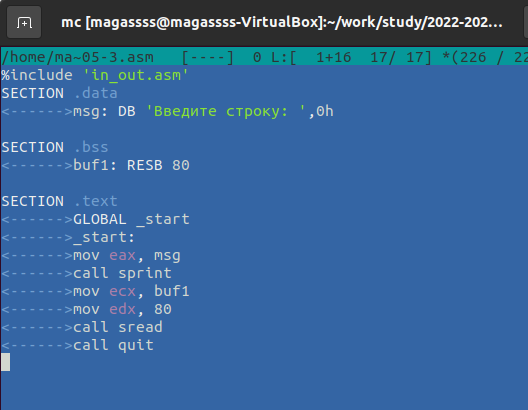 mc [magassss@magassss-VirtualBox]:~/work/study/2022-202…
/home/ma~05-3.asm [----] 0 L:[ 1+16 17/ 17] *(226 / 22
%include 'in_out.asm'
SECTION .data
<------>msg: DB 'Введите строку: ',0h
SECTION .bss
<------>buf1: RESB 80
SECTION .text
<------>GLOBAL _start
<------>_start:
<------>mov eax, msg
<------>call sprint
<------>mov ecx, buf1
<------>mov edx, 80
<------>call sread
<------>call quit